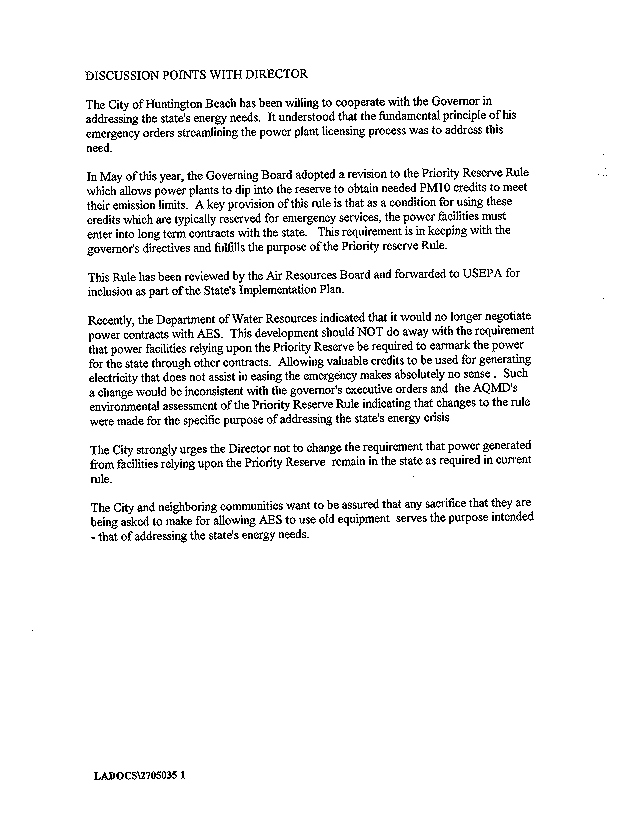 DISCUSSION POINTS WITH DIRECTOR
The City of Huntington Beach has been willing to cooperate with the Governor in
addressing the state's energy needs. It understood that the fundamental principle of his
emergency orders streamlining the power plant licensing process was to address this
need.
In May of this year, the Governing Board adopted a revision to the Priority Reserve Rule
which allows power plants to dip into the reserve to obtain needed PM10 credits to meet
their emission limits. A key provision of this rule is that as a condition for using these
credits which are typically reserved for emergency services, the power facilities must
enter into long term contracts with the state. This requirement is in keeping with the
governor's directives and fulfills the purpose of the Priority reserve Rule.
This Rule has been reviewed by the Air Resources Board and forwarded to USEPA for
inclusion as part of the State's Implementation Plan.
Recently, the Department of Water Resources indicated that it would no longer negotiate
power contracts with AES. This development should NOT do away with the requirement
that power facilities relying upon the Priority Reserve be required to earmark the power
for the state through other contracts. Allowing valuable credits to be used for generating
electricity that does not assist in easing the emergency makes absolutely no sense . Such
a change would be inconsistent with the governor's executive orders and the AQMD's
environmental assessment of the Priority Reserve Rule indicating that changes to the rule
were made for the specific purpose of addressing the state's energy crisis
The City strongly urges the Director not to change the requirement that power generated
from facilities relying upon the Priority Reserve remain in the state as required in current
rule.
The City and neighboring communities want to be assured that any sacrifice that they are
being asked to make for allowing AES to use old equipment serves the purpose intended
- that of addressing the state's energy needs.
LADOCS\2705035 1